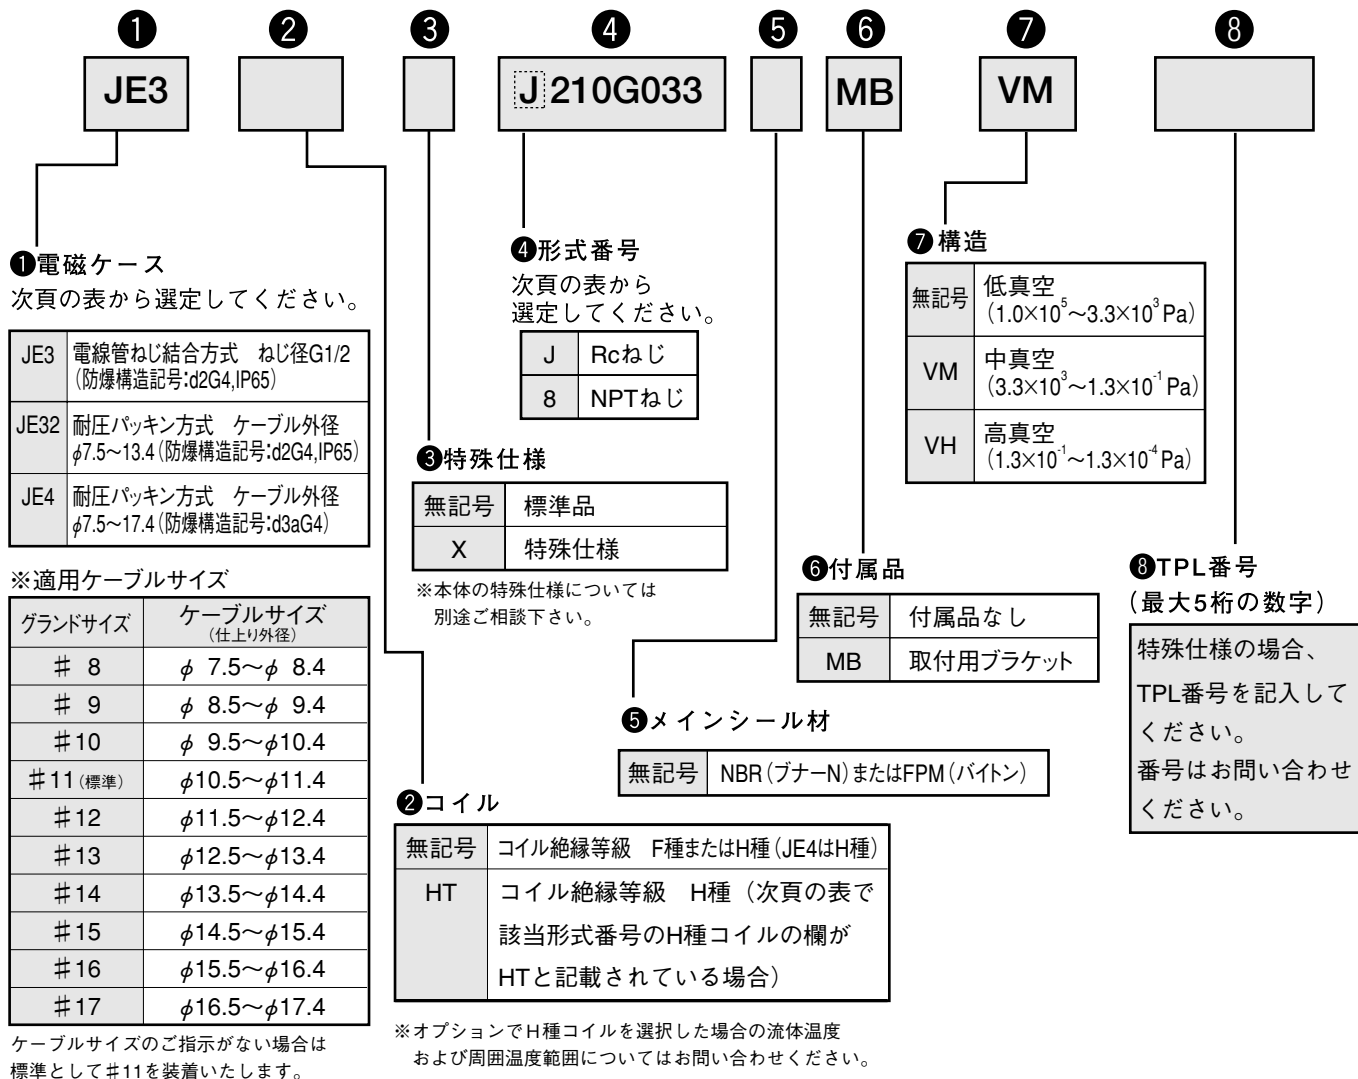 ❶ ❷ ❸ ❹ ❺ ❻ ❼ ❽
JE3 J 210G033 MB VM
❶電磁ケース
次頁の表から選定してください。
JE3 電線管ねじ結合方式 ねじ径G1/2
(防爆構造記号:d2G4,IP65)
JE32 耐圧パッキン方式 ケーブル外径
φ7.5〜13.4(防爆構造記号:d2G4,IP65)
JE4 耐圧パッキン方式 ケーブル外径
φ7.5〜17.4(防爆構造記号:d3aG4)
※適用ケーブルサイズ
グランドサイズ ケーブルサイズ
(仕上り外径)
♯ 8 φ 7.5〜φ 8.4
♯ 9 φ 8.5〜φ 9.4
♯10 φ 9.5〜φ10.4
♯11(標準) φ10.5〜φ11.4
♯12 φ11.5〜φ12.4
♯13 φ12.5〜φ13.4
♯14 φ13.5〜φ14.4
♯15 φ14.5〜φ15.4
♯16 φ15.5〜φ16.4
♯17 φ16.5〜φ17.4
ケーブルサイズのご指示がない場合は
標準として♯11を装着いたします。
❹形式番号
次頁の表から
選定してください。
J Rcねじ
8 NPTねじ
❸特殊仕様
無記号 標準品
X 特殊仕様
※本体の特殊仕様については
別途ご相談下さい。
❷コイル
無記号 コイル絶縁等級 F種またはH種(JE4はH種)
HT コイル絶縁等級 H種(次頁の表で
該当形式番号のH種コイルの欄が
HTと記載されている場合)
※オプションでH種コイルを選択した場合の流体温度
および周囲温度範囲についてはお問い合わせください。
❺メインシール材
無記号 NBR(ブナーN)またはFPM(バイトン)
❻付属品
無記号 付属品なし
MB 取付用ブラケット
❼構造
無記号 低真空
(1.0×10⁵〜3.3×10³ Pa)
VM 中真空
(3.3×10³〜1.3×10⁻¹ Pa)
VH 高真空
(1.3×10⁻¹〜1.3×10⁻⁴ Pa)
❽TPL番号
(最大5桁の数字)
特殊仕様の場合、
TPL番号を記入して
ください。
番号はお問い合わせ
ください。